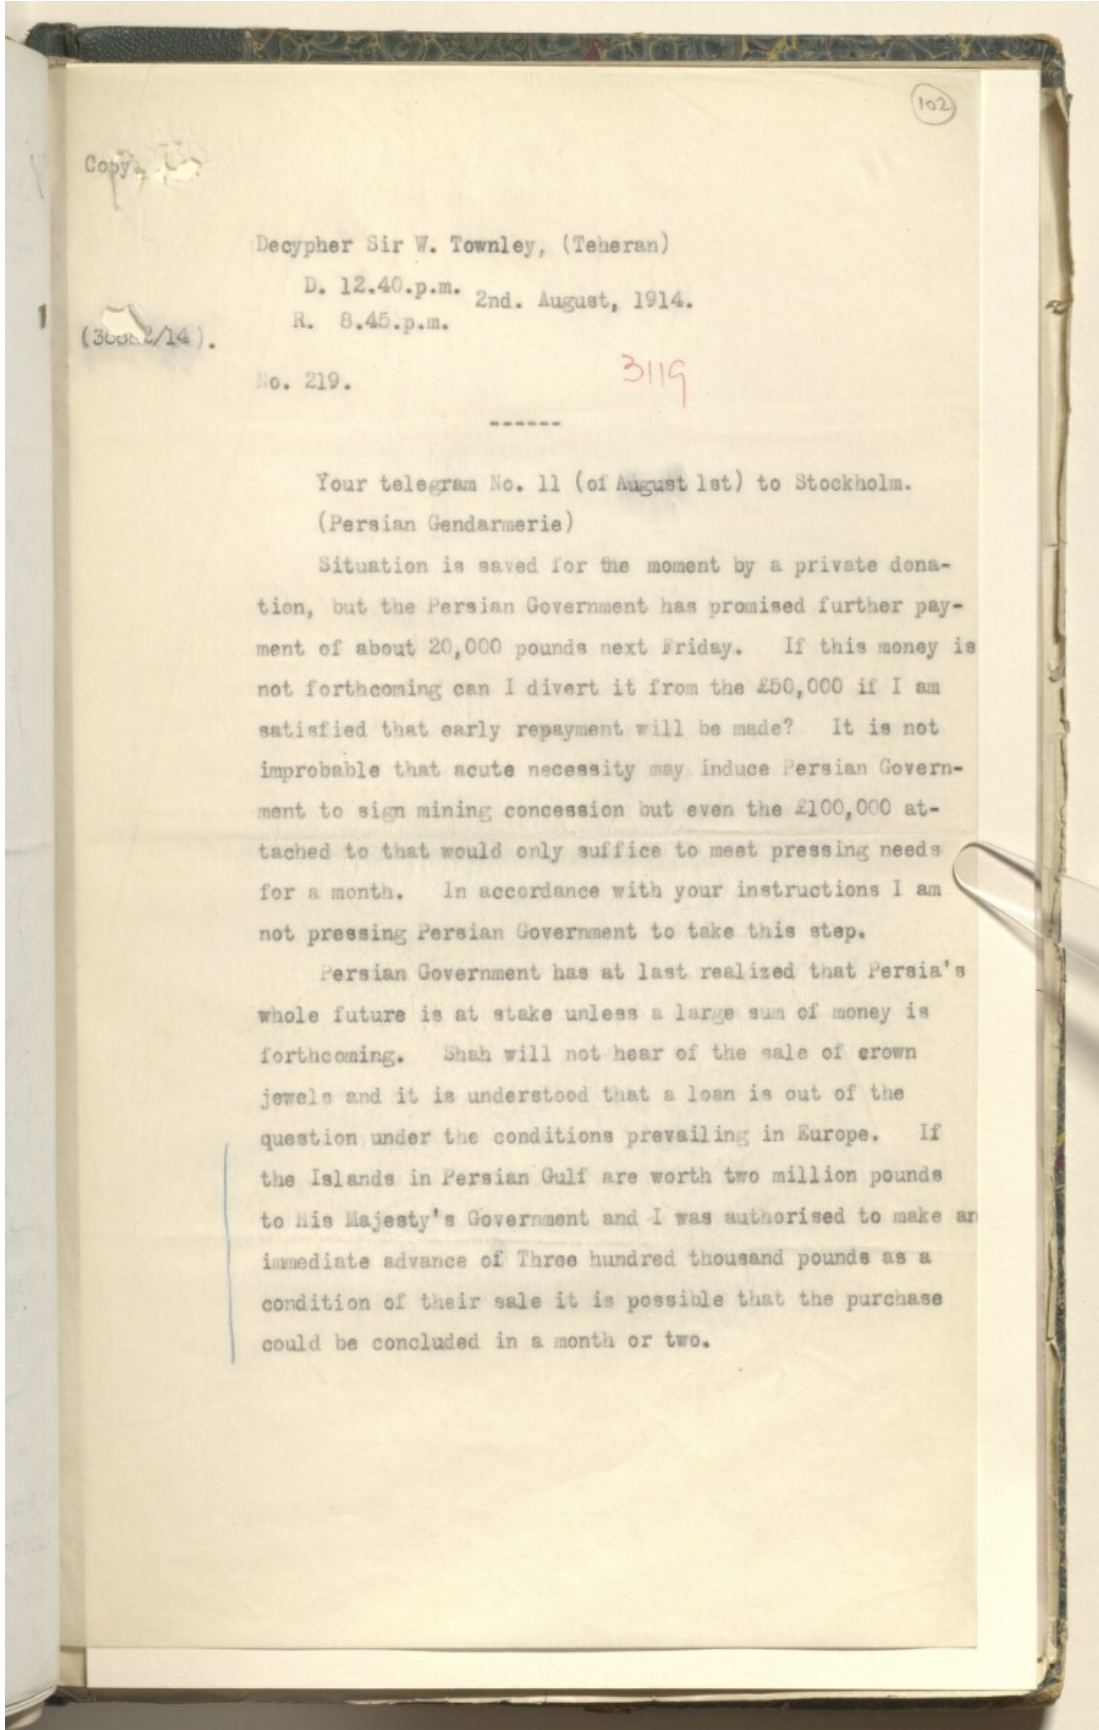 102
Copy.
Decypher Sir W. Townley, (Teheran)
D. 12.40.p.m.
2nd. August, 1914.
R. 8.45.p.m.
/14).
No. 219.
3119
------
Your telegram No. 11 (of August 1st) to Stockholm.
(Persian Gendarmerie)
Situation is saved for the moment by a private dona-
tion, but the Persian Government has promised further pay-
ment of about 20,000 pounds next Friday. If this money is
not forthcoming can I divert it from the £50,000 if I am
satisfied that early repayment will be made? It is not
improbable that acute necessity may induce Persian Govern-
ment to sign mining concession but even the £100,000 at-
tached to that would only suffice to meet pressing needs
for a month. In accordance with your instructions I am
not pressing Persian Government to take this step.
Persian Government has at last realized that Persia's
whole future is at stake unless a large sum of money is
forthcoming. Shah will not hear of the sale of crown
jewels and it is understood that a loan is out of the
question under the conditions prevailing in Europe. If
the Islands in Persian Gulf are worth two million pounds
to His Majesty's Government and I was authorised to make an
immediate advance of Three hundred thousand pounds as a
condition of their sale it is possible that the purchase
could be concluded in a month or two.